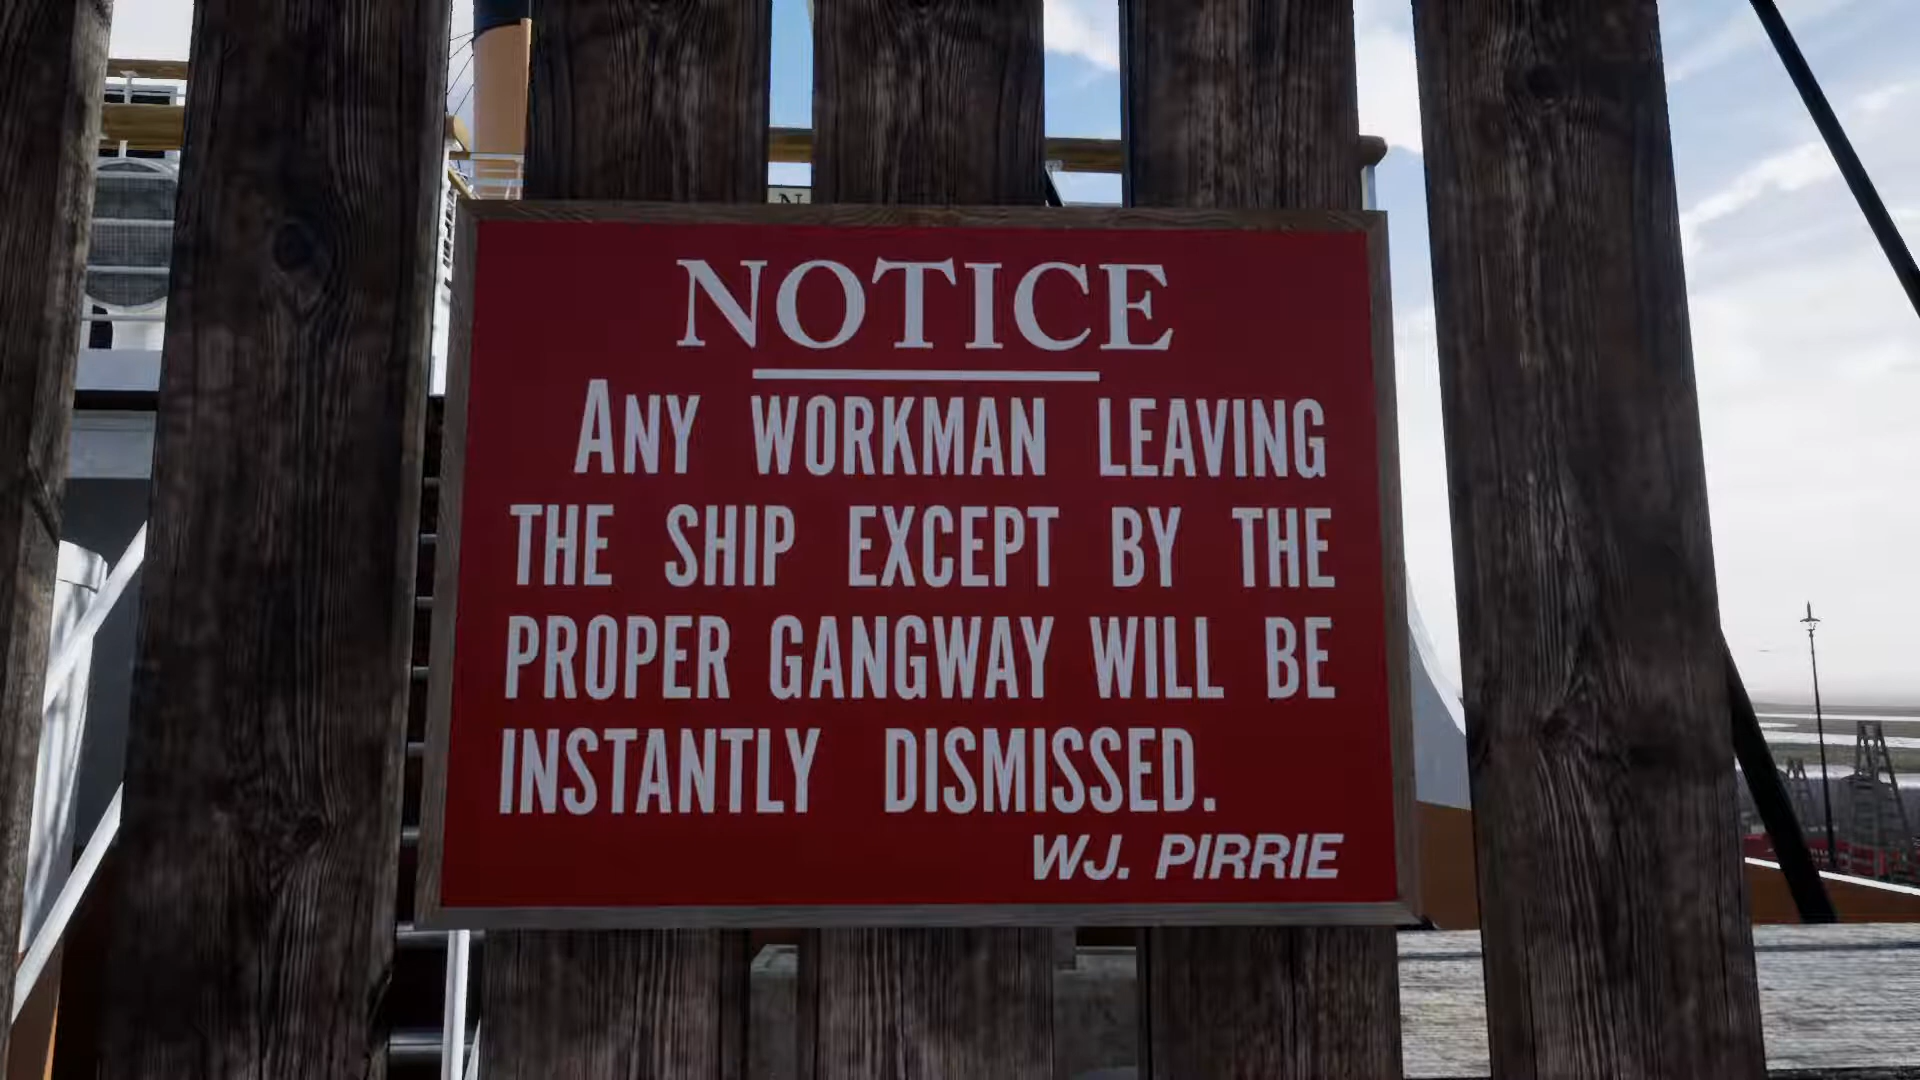 NOTICE
ANY WORKMAN LEAVING
THE SHIP EXCEPT BY THE
PROPER GANGWAY WILL BE
INSTANTLY DISMISSED.
WJ. PIRRIE